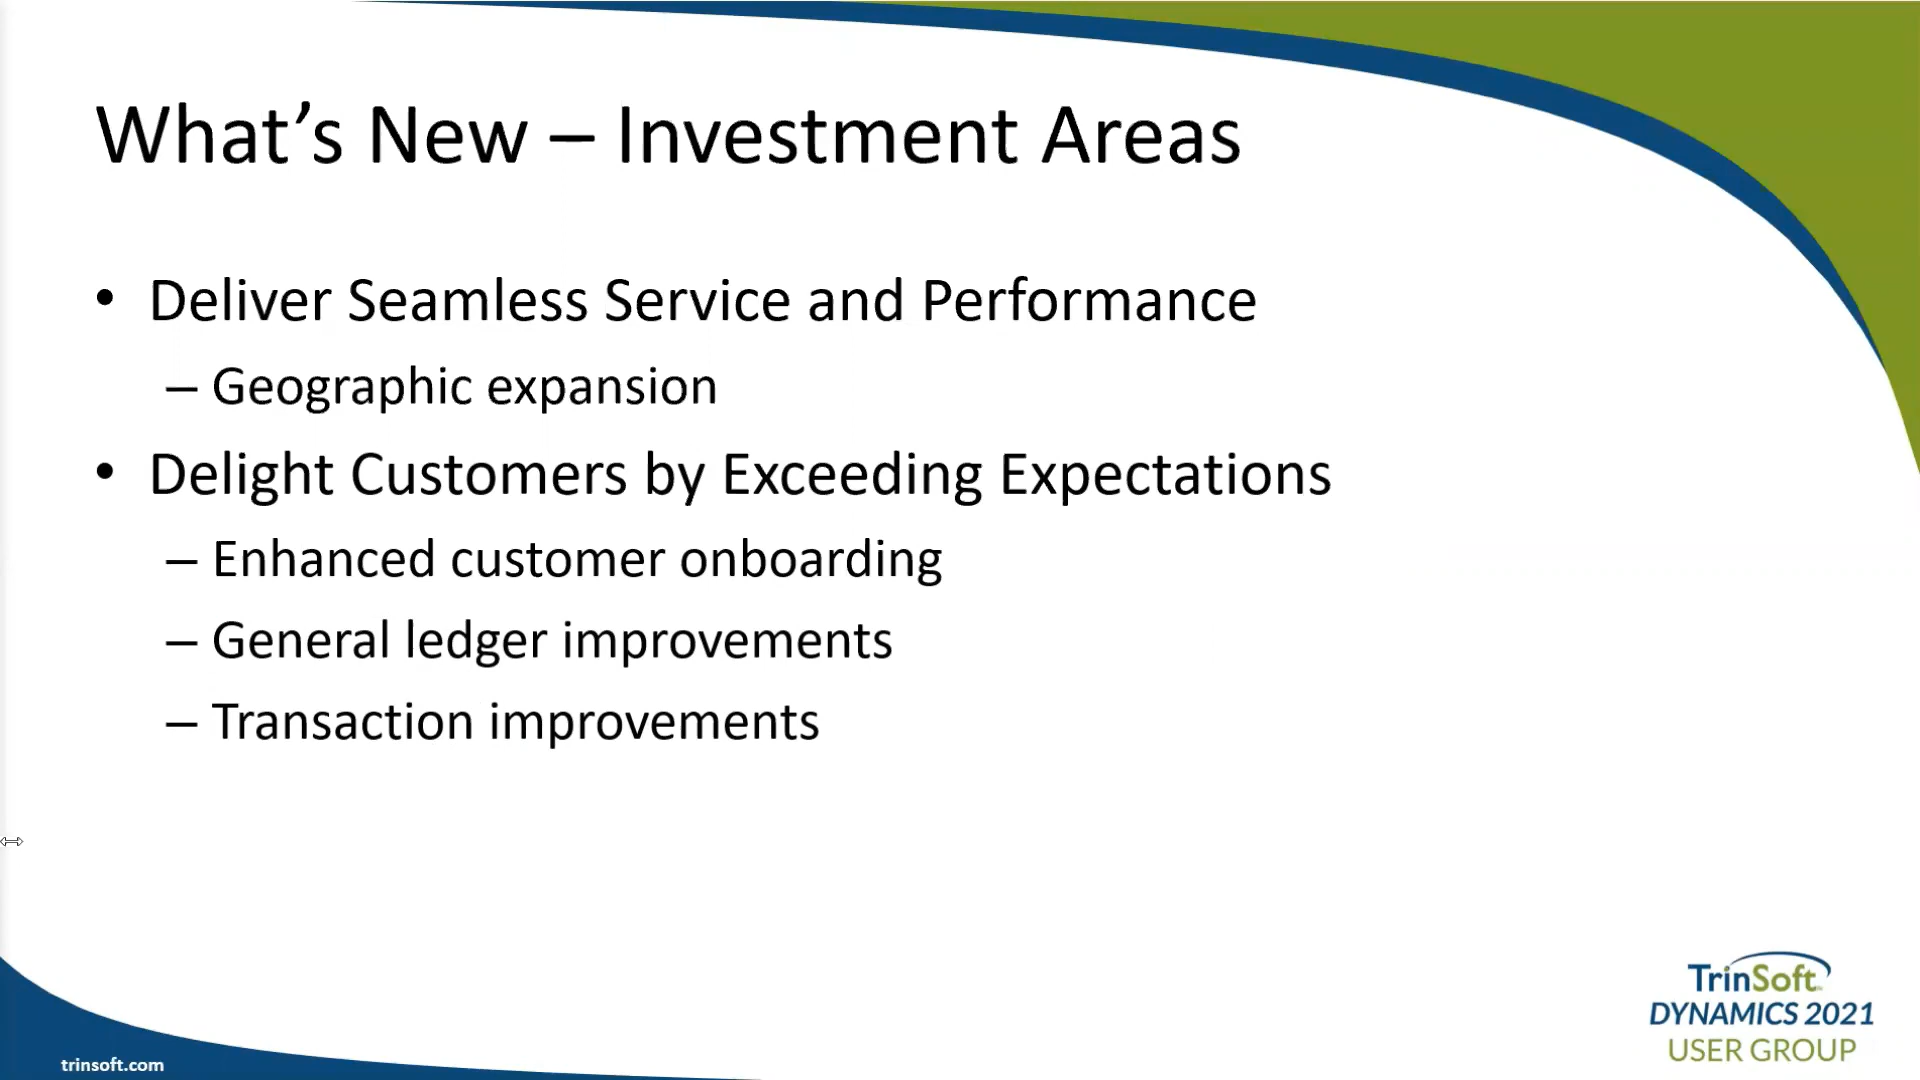 What’s New – Investment Areas
• Deliver Seamless Service and Performance
– Geographic expansion
• Delight Customers by Exceeding Expectations
– Enhanced customer onboarding
– General ledger improvements
– Transaction improvements
TrinSoft
DYNAMICS 2021
USER GROUP
trinsoft.com